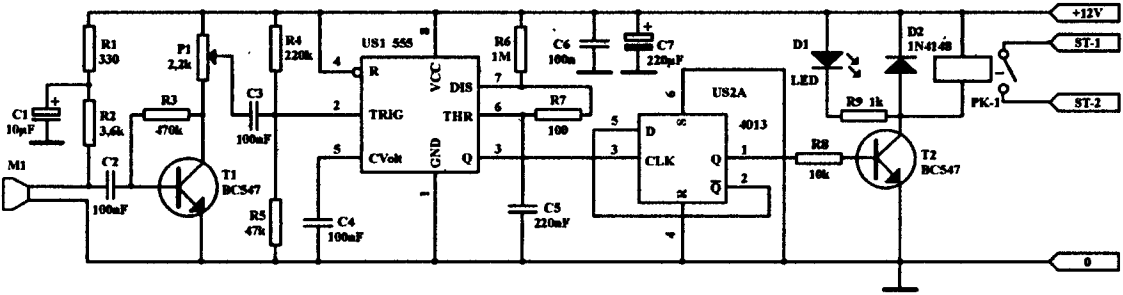 +12V
R1
330
P1
2,2k
R4
220k
US1 555
8
R6
1M
C6
100n
C7
220µF
+
D1
LED
D2
1N4148
ST-1
PK-1
ST-2
C1
10µF
+
R2
3,6k
R3
470k
C3
100nF
4
R
VCC
DIS
7
2
TRIG
THR
6
R7
100
5
CVolt
GND
Q
3
1
6
US2A
4013
S
5
D
3
CLK
Q
1
2
Q
R
4
R9 1k
R8
10k
T2
BC547
M1
C2
100nF
T1
BC547
R5
47k
C4
100nF
C5
220nF
0